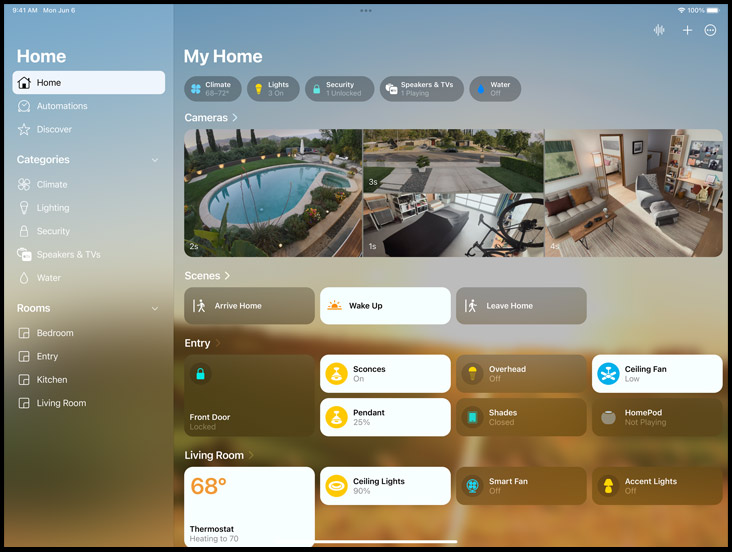 9:41 AM Mon Jun 6
100%
Home
Home
Automations
Discover
Categories
Climate
Lighting
Security
Speakers & TVs
Water
Rooms
Bedroom
Entry
Kitchen
Living Room
My Home
Climate
68–72°
Lights
3 On
Security
1 Unlocked
Speakers & TVs
1 Playing
Water
Off
Cameras
2s
3s
1s
4s
Scenes
Arrive Home
Wake Up
Leave Home
Entry
Front Door
Locked
Sconces
On
Overhead
Off
Ceiling Fan
Low
Pendant
25%
Shades
Closed
HomePod
Not Playing
Living Room
68°
Thermostat
Heating to 70
Ceiling Lights
90%
Smart Fan
Off
Accent Lights
Off